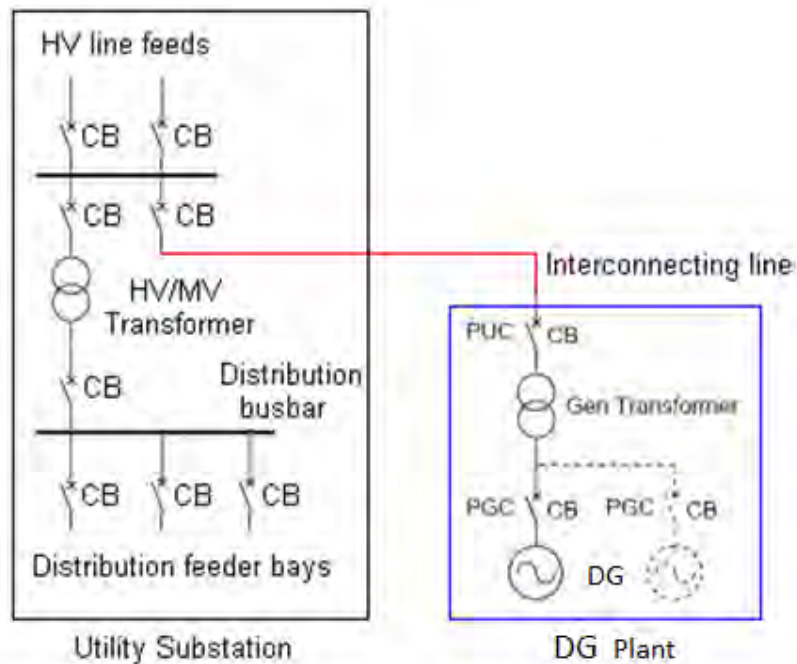 HV line feeds
CB
CB
CB
CB
HV/MV
Transformer
CB
Distribution
busbar
CB
CB
CB
Distribution feeder bays
Utility Substation
Interconnecting line
PUC
CB
Gen Transformer
PGC
CB
PGC
CB
DG
DG Plant